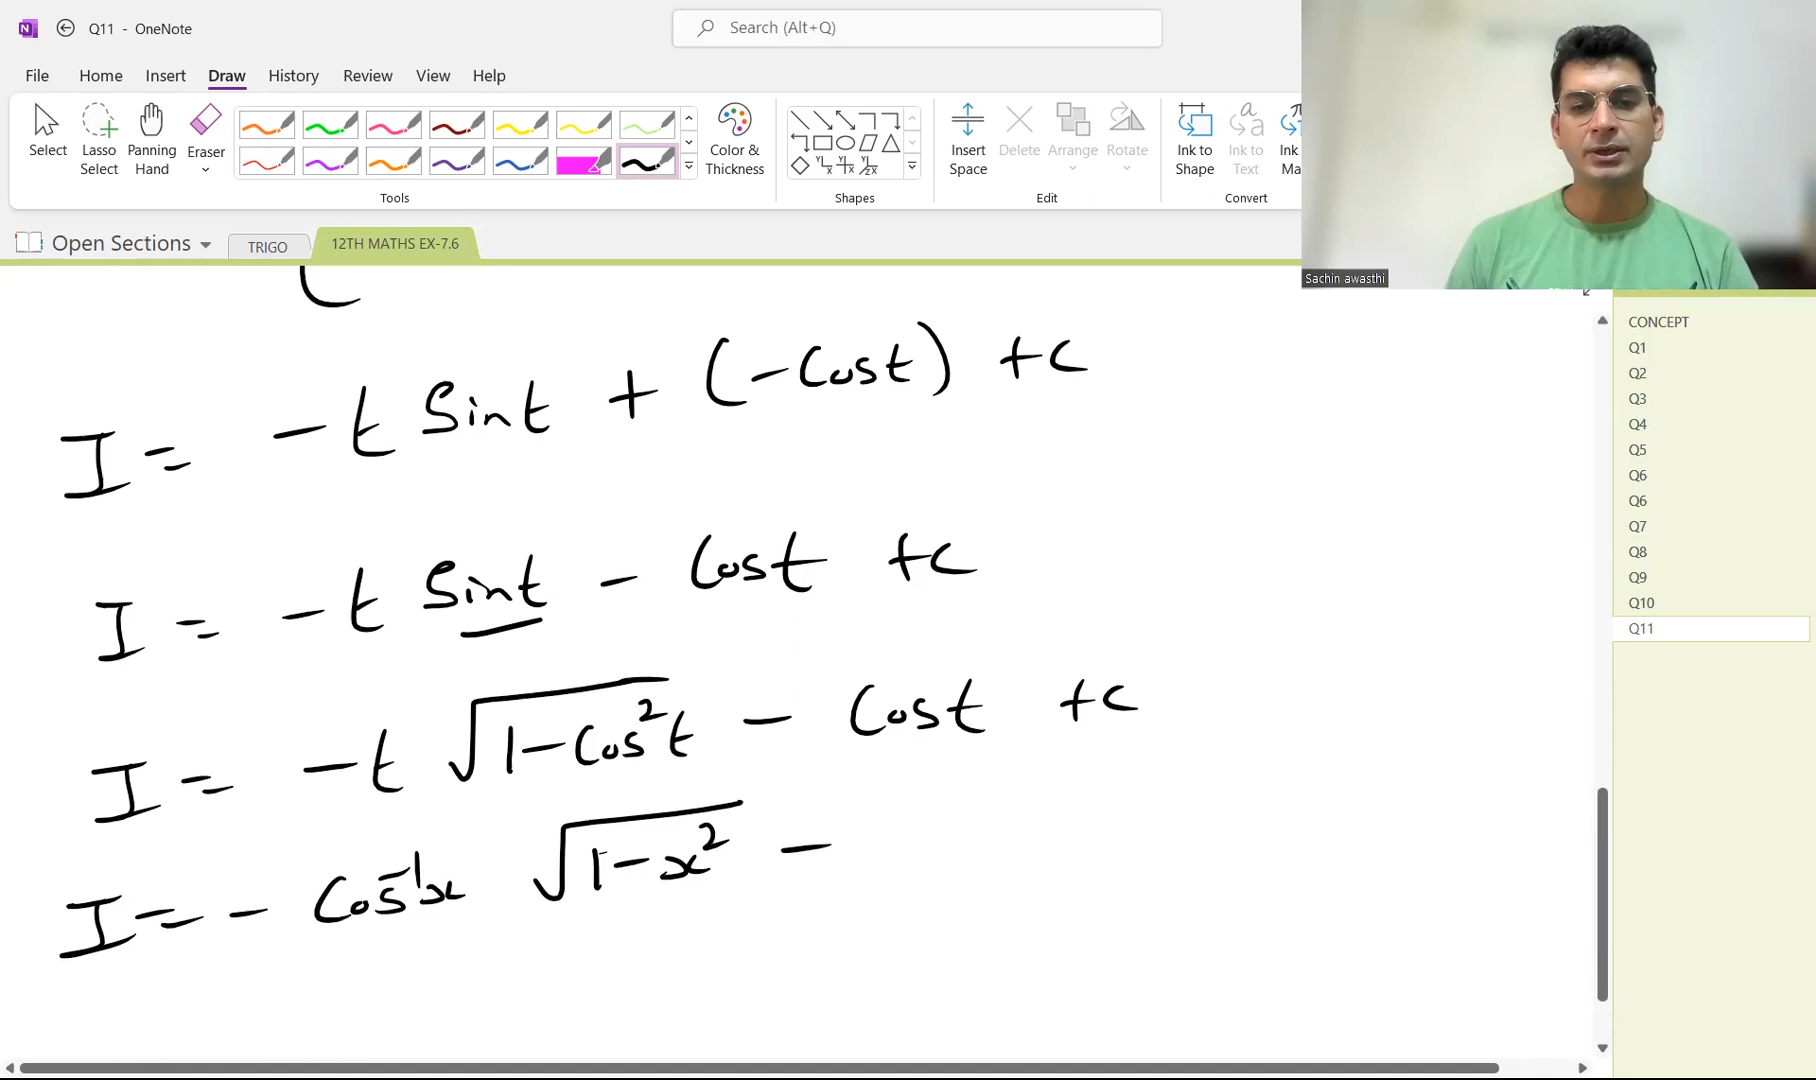 Q11 - OneNote
Search (Alt+Q)
File Home Insert Draw History Review View Help
Select
Lasso Select
Panning Hand
Eraser
Color & Thickness
Insert Space
Delete
Arrange
Rotate
Ink to Shape
Ink to Text
Ink Ma
Tools
Shapes
Edit
Convert
Open Sections
TRIGO
12TH MATHS EX-7.6
Sachin awasthi
I = - t Sint + (-Cost) + c
I = - t Sint - Cost + c
I = - t √(1-Cos²t) - Cost + c
I = - Cos⁻¹x √(1-x²) -
CONCEPT
Q1
Q2
Q3
Q4
Q5
Q6
Q6
Q7
Q8
Q9
Q10
Q11